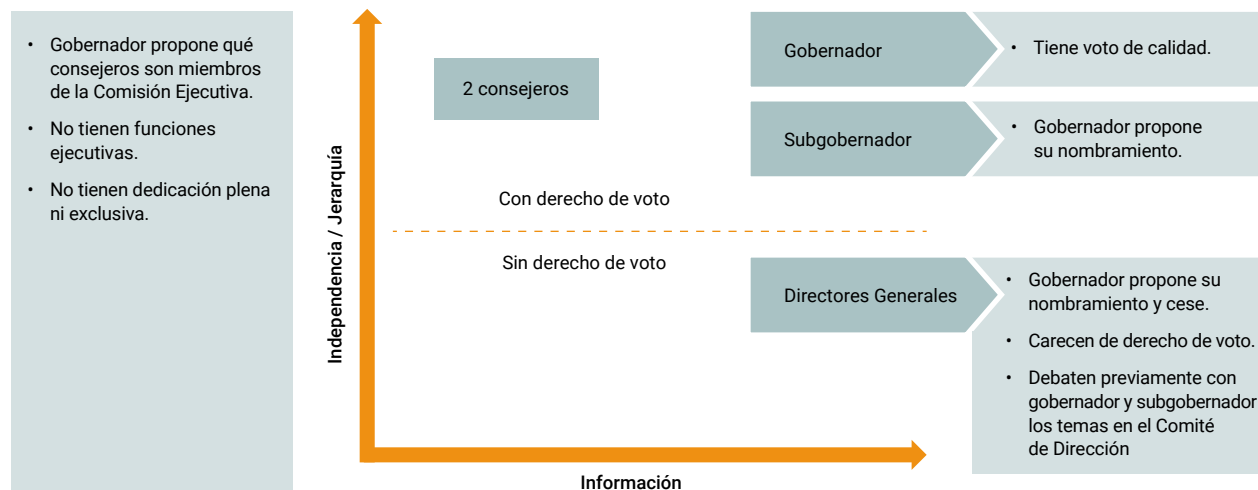 • Gobernador propone qué
consejeros son miembros
de la Comisión Ejecutiva.
• No tienen funciones
ejecutivas.
• No tienen dedicación plena
ni exclusiva.
Independencia / Jerarquía
2 consejeros
Con derecho de voto
Sin derecho de voto
Gobernador
• Tiene voto de calidad.
Subgobernador
• Gobernador propone
su nombramiento.
Directores Generales
• Gobernador propone su
nombramiento y cese.
• Carecen de derecho de voto.
• Debaten previamente con
gobernador y subgobernador
los temas en el Comité
de Dirección
Información